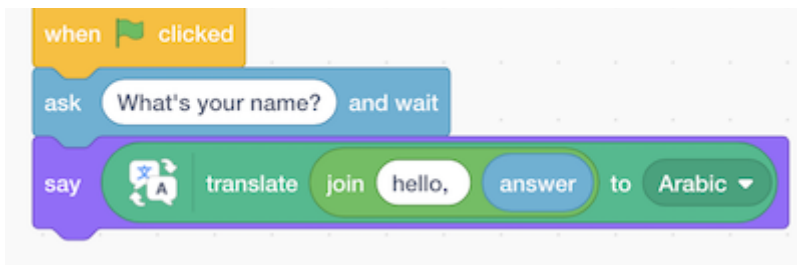 when clicked
ask What's your name? and wait
say translate join hello, answer to Arabic